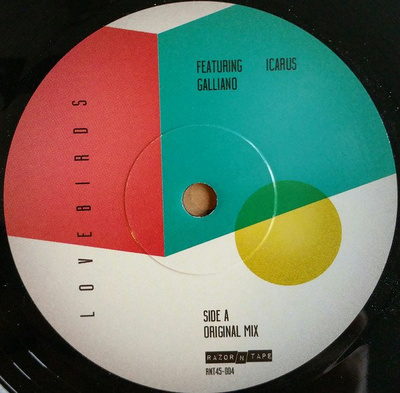 LOVEBIRDS
FEATURING ICARUS
GALLIANO
SIDE A
ORIGINAL MIX
RAZOR/N/TAPE
RNT45-004